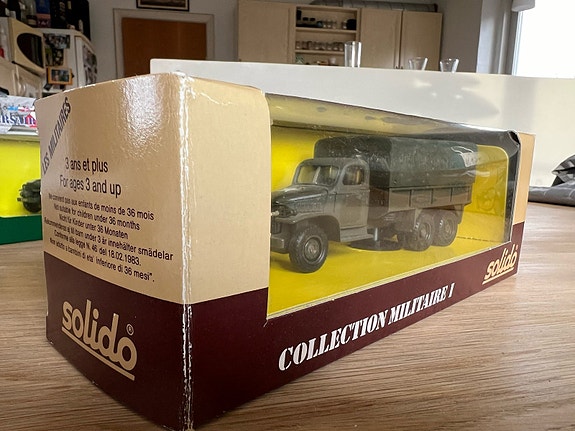 LES MILITAIRES
3 ans et plus
For ages 3 and up
Ne convient pas aux enfants de moins de 36 mois
Not suitable for children under 36 months
Nicht für Kinder unter 36 Monaten
Rekommenderas ej till barn under 3 år innehåller smådelar
Conforme alla legge N. 46 del 18.02.1983.
"Non adatto a bambini di eta' inferiore di 36 mesi".
solido®
COLLECTION MILITAIRE I
solido